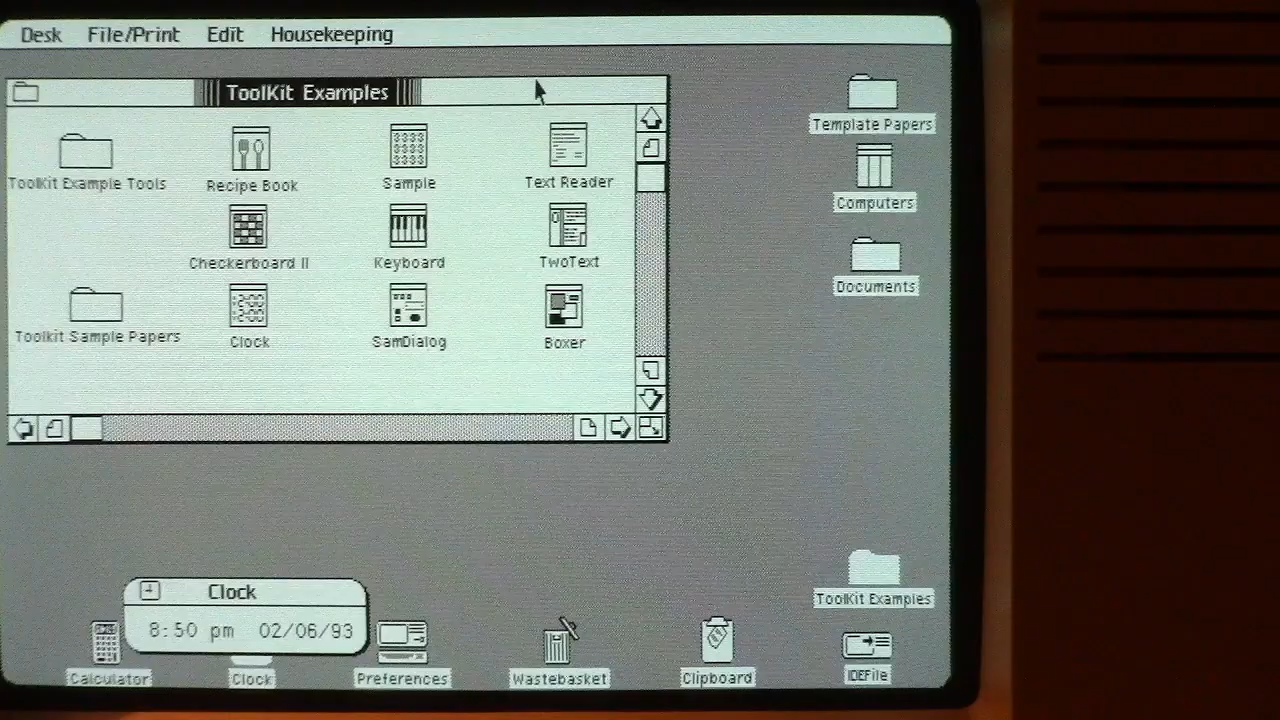 Desk File/Print Edit Housekeeping
ToolKit Examples
ToolKit Example Tools Recipe Book Sample Text Reader
Checkerboard II Keyboard TwoText
Toolkit Sample Papers Clock SamDialog Boxer
Template Papers
Computers
Documents
ToolKit Examples
Clock
8:50 pm 02/06/93
Calculator Clock Preferences Wastebasket Clipboard IDEFile